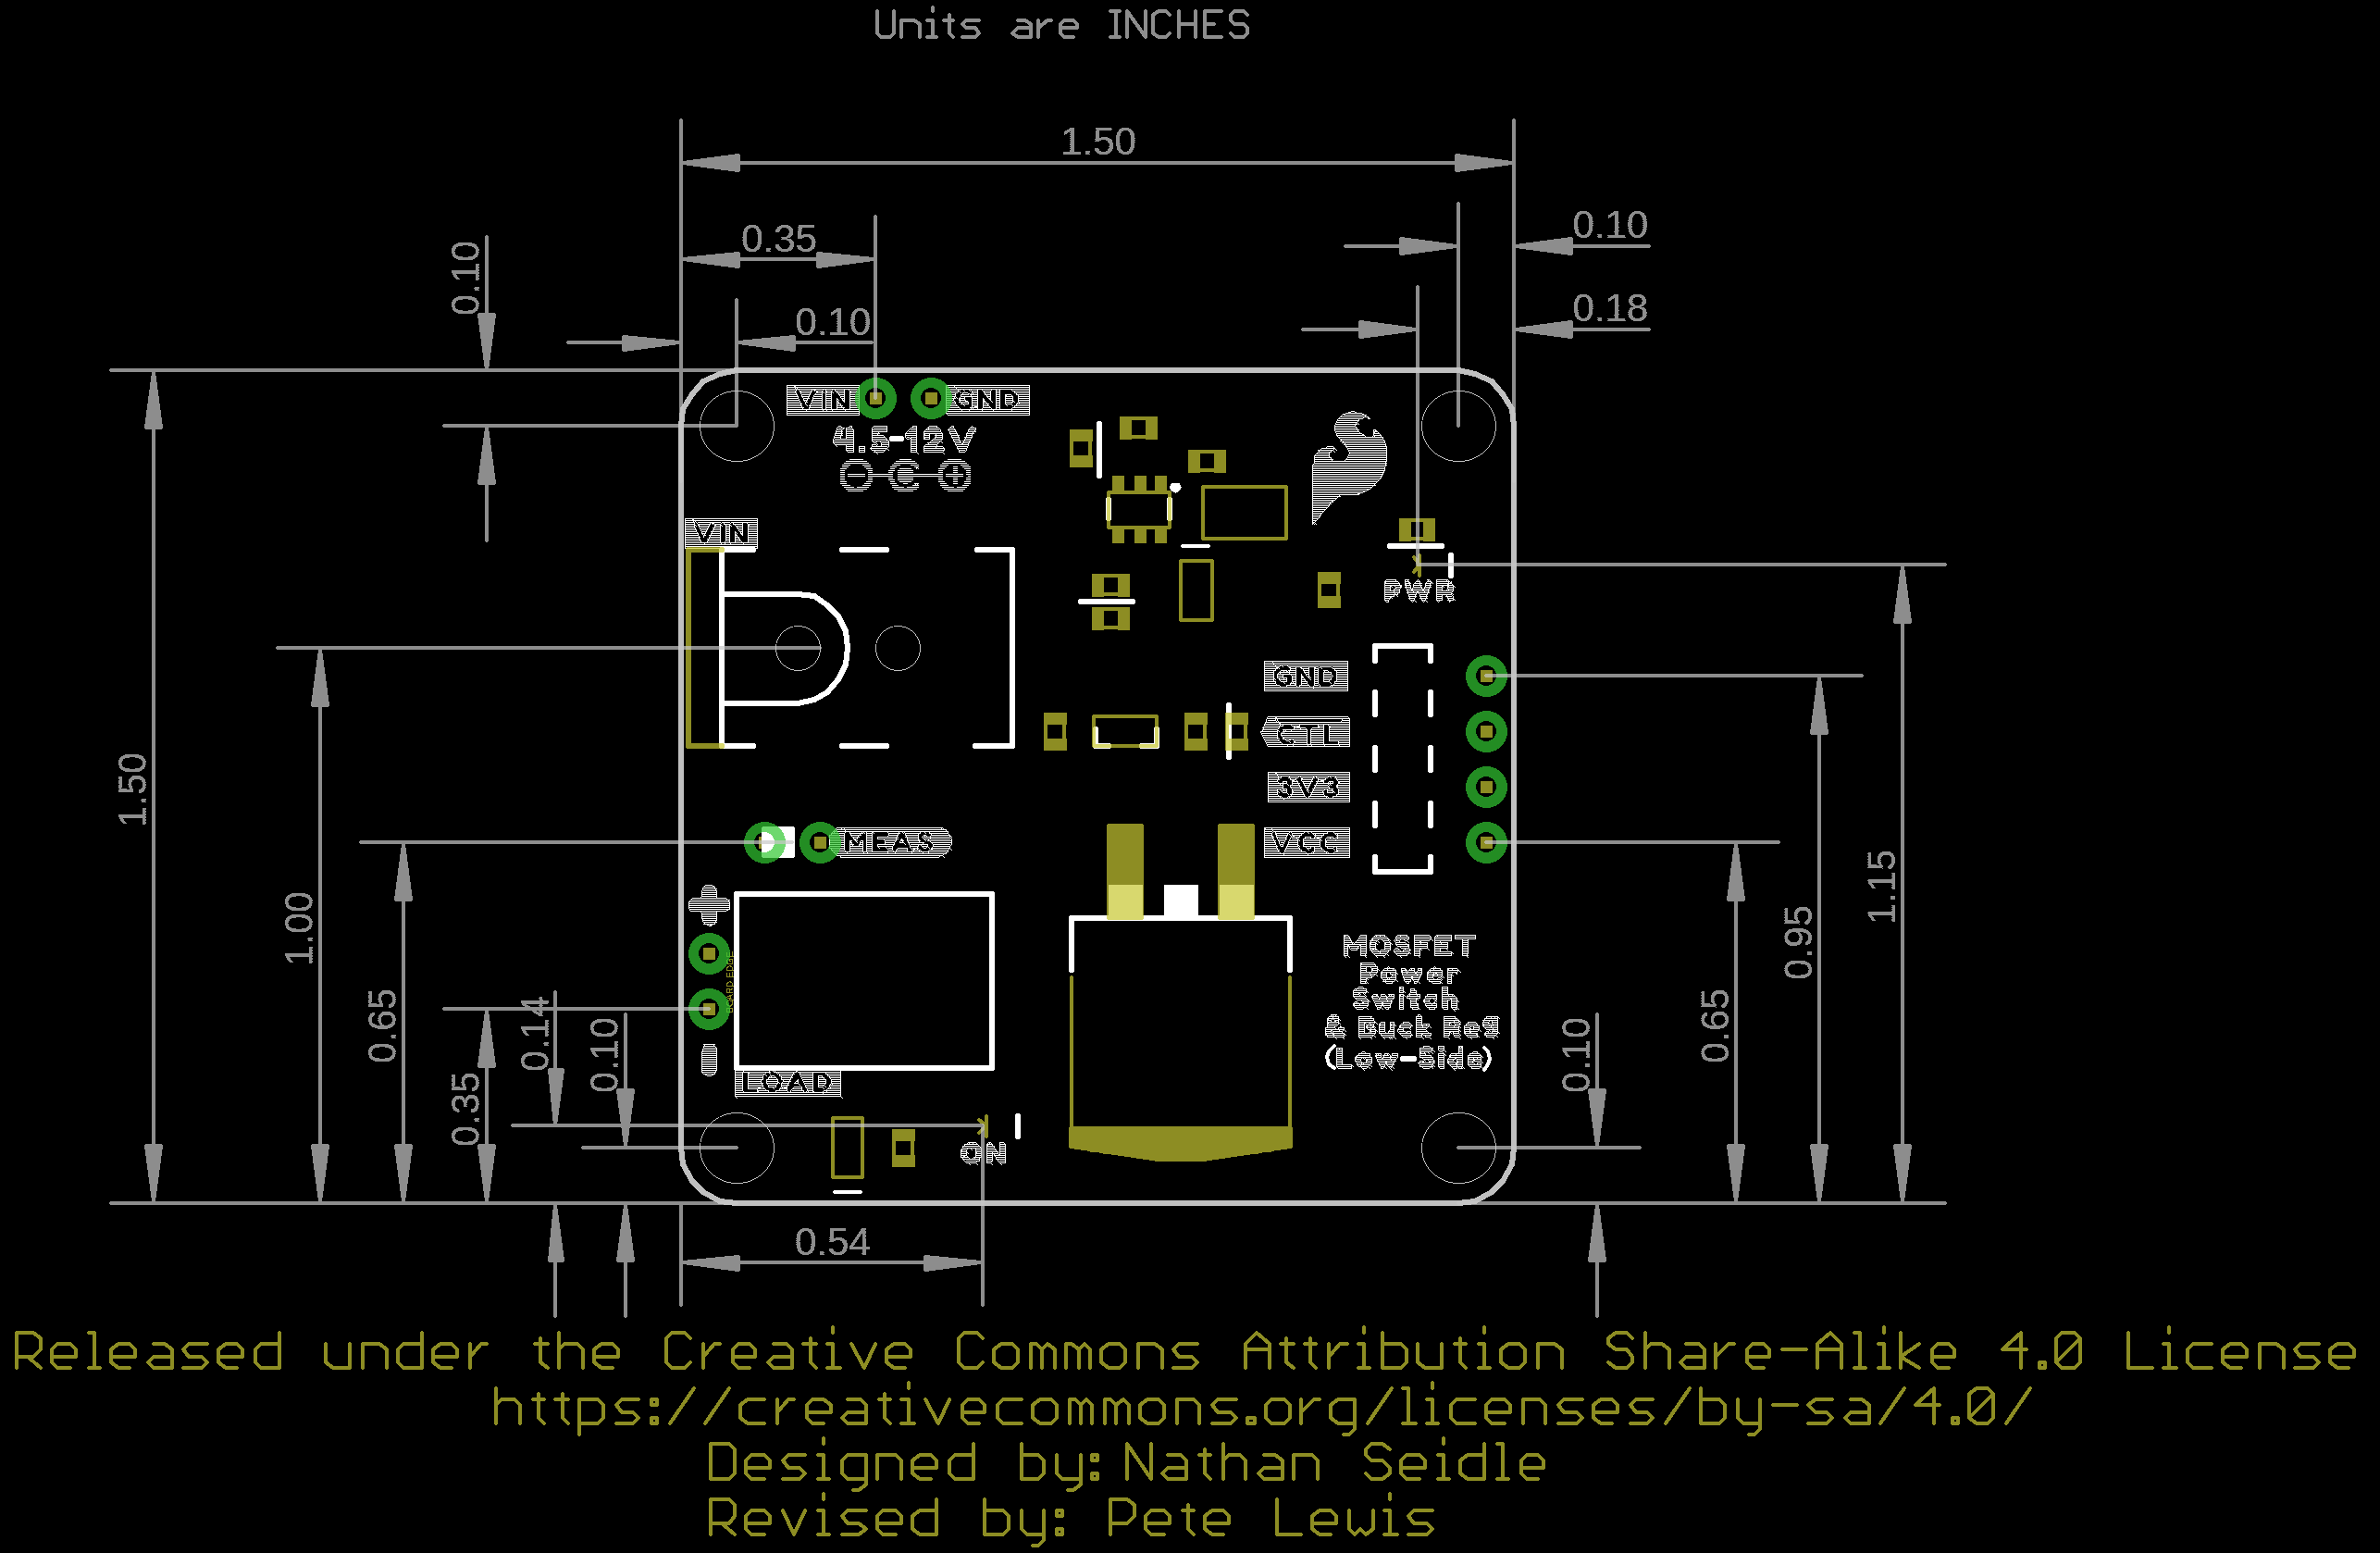 Units are INCHES
1.50
0.35
0.10
0.10
0.10
0.18
VIN GND
4.5-12V
- C +
VIN
PWR
GND
CTL
3V3
VCC
MEAS
+
BOARD EDGE
-
LOAD
ON
MOSFET
Power
Switch
& Buck Reg
(Low-Side)
1.50
1.00
0.65
0.35
0.14
0.10
0.10
0.65
0.95
1.15
0.54
Released under the Creative Commons Attribution Share-Alike 4.0 License
https://creativecommons.org/licenses/by-sa/4.0/
Designed by: Nathan Seidle
Revised by: Pete Lewis